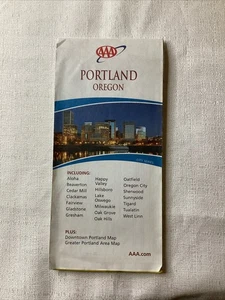 AAA
PORTLAND
OREGON
INCLUDING:
Aloha
Beaverton
Cedar Mill
Clackamas
Fairview
Gladstone
Gresham
Happy
Valley
Hillsboro
Lake
Oswego
Milwaukie
Oak Grove
Oak Hills
Oatfield
Oregon City
Sherwood
Sunnyside
Tigard
Tualatin
West Linn
PLUS:
Downtown Portland Map
Greater Portland Area Map
AAA.com